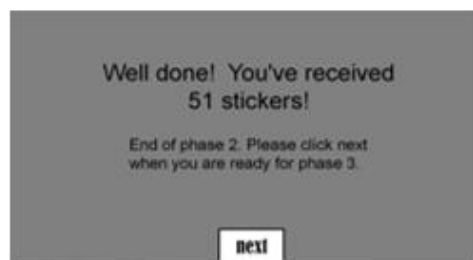 Well done!  You've received
51 stickers!
End of phase 2. Please click next
when you are ready for phase 3.
next